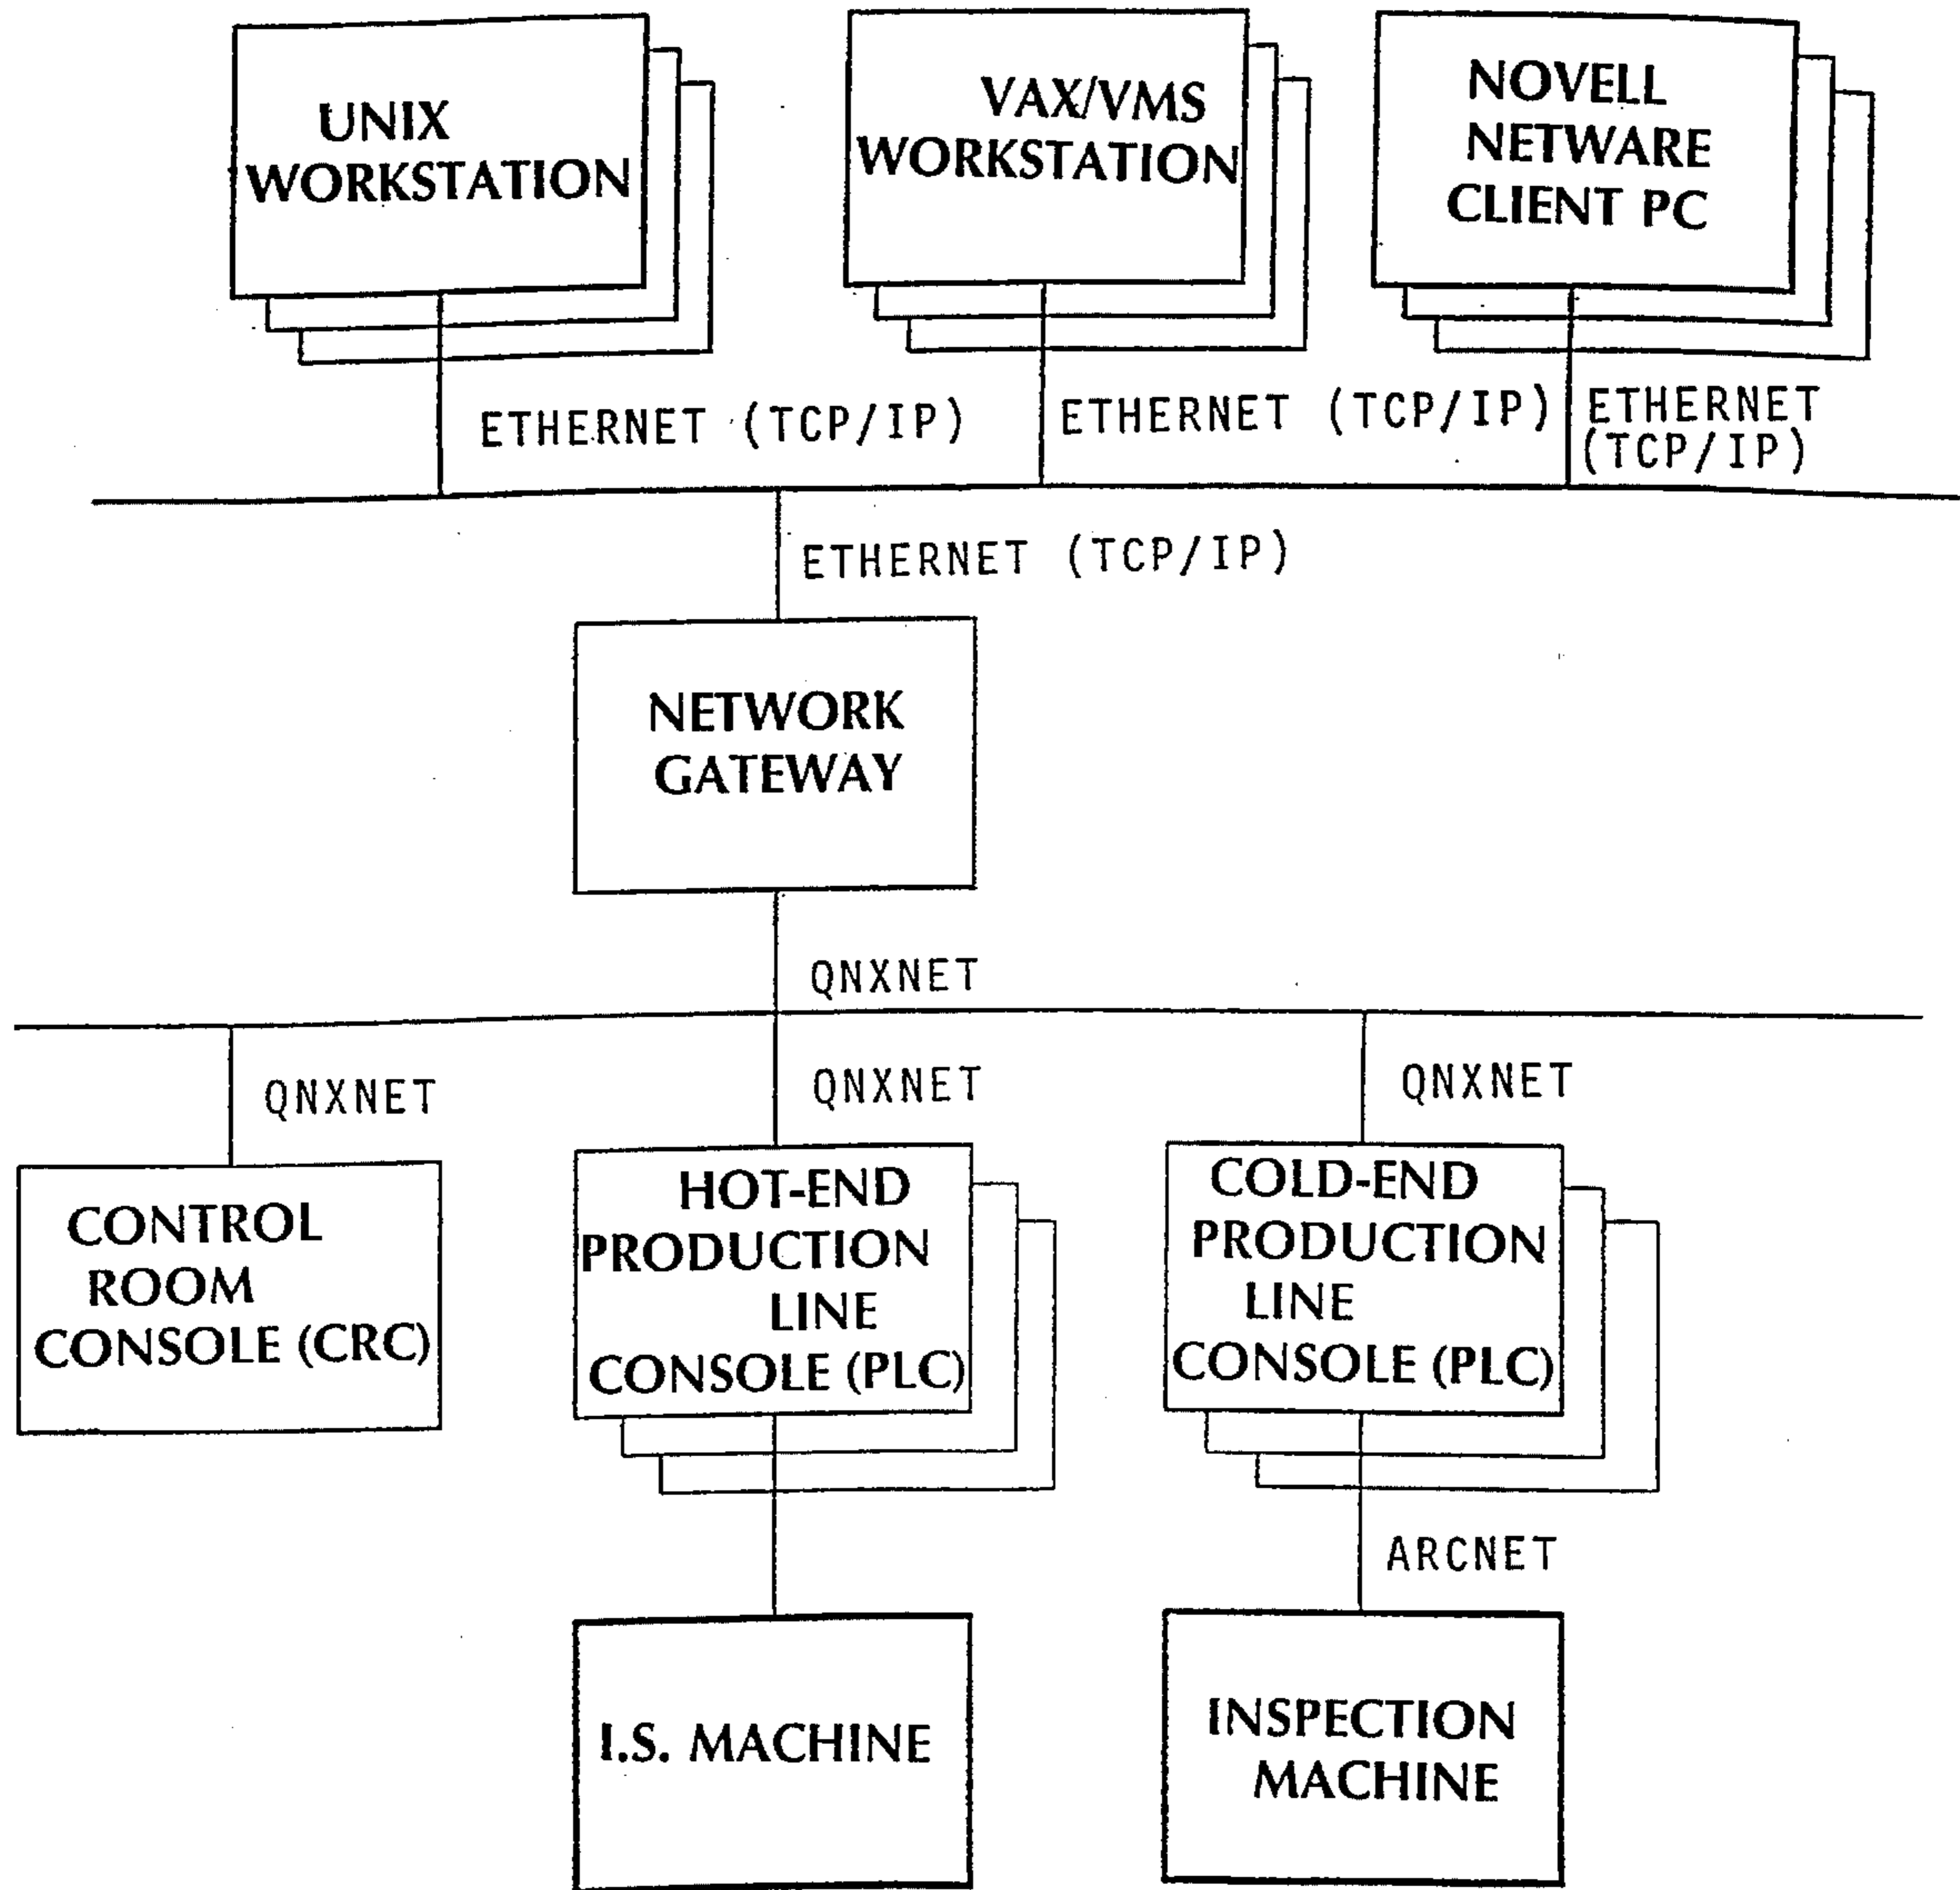 UNIX
WORKSTATION
VAX/VMS
WORKSTATION
NOVELL
NETWARE
CLIENT PC
ETHERNET (TCP/IP)
ETHERNET (TCP/IP)
ETHERNET
(TCP/IP)
ETHERNET (TCP/IP)
NETWORK
GATEWAY
QNXNET
QNXNET
QNXNET
QNXNET
CONTROL
ROOM
CONSOLE (CRC)
HOT-END
PRODUCTION
LINE
CONSOLE (PLC)
COLD-END
PRODUCTION
LINE
CONSOLE (PLC)
ARCNET
I.S. MACHINE
INSPECTION
MACHINE